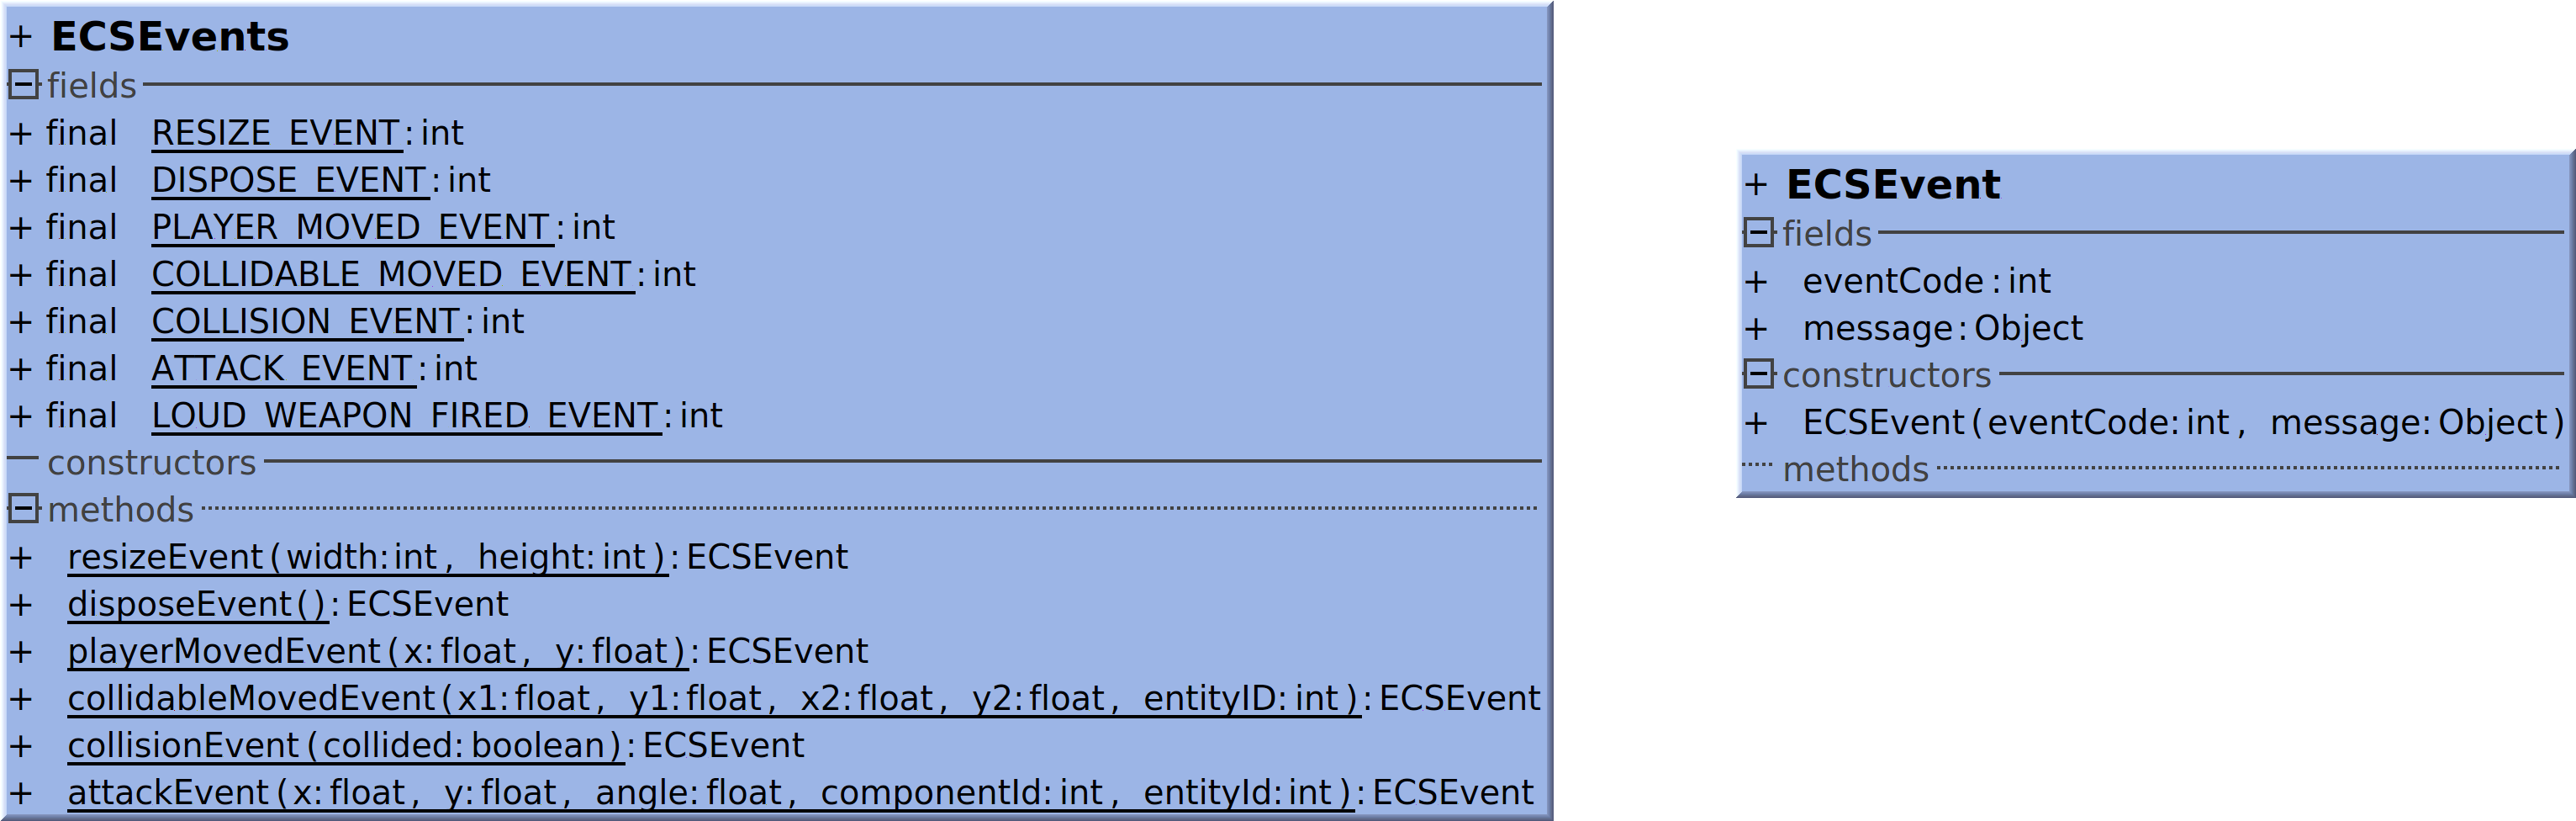 + ECSEvents
fields
+ final RESIZE_EVENT: int
+ final DISPOSE_EVENT: int
+ final PLAYER_MOVED_EVENT: int
+ final COLLIDABLE_MOVED_EVENT: int
+ final COLLISION_EVENT: int
+ final ATTACK_EVENT: int
+ final LOUD_WEAPON_FIRED_EVENT: int
constructors
methods
+ resizeEvent(width:int, height:int): ECSEvent
+ disposeEvent(): ECSEvent
+ playerMovedEvent(x:float, y:float): ECSEvent
+ collidableMovedEvent(x1:float, y1:float, x2:float, y2:float, entityID:int): ECSEvent
+ collisionEvent(collided:boolean): ECSEvent
+ attackEvent(x:float, y:float, angle:float, componentId:int, entityId:int): ECSEvent
+ ECSEvent
fields
+ eventCode: int
+ message: Object
constructors
+ ECSEvent(eventCode:int, message:Object)
methods